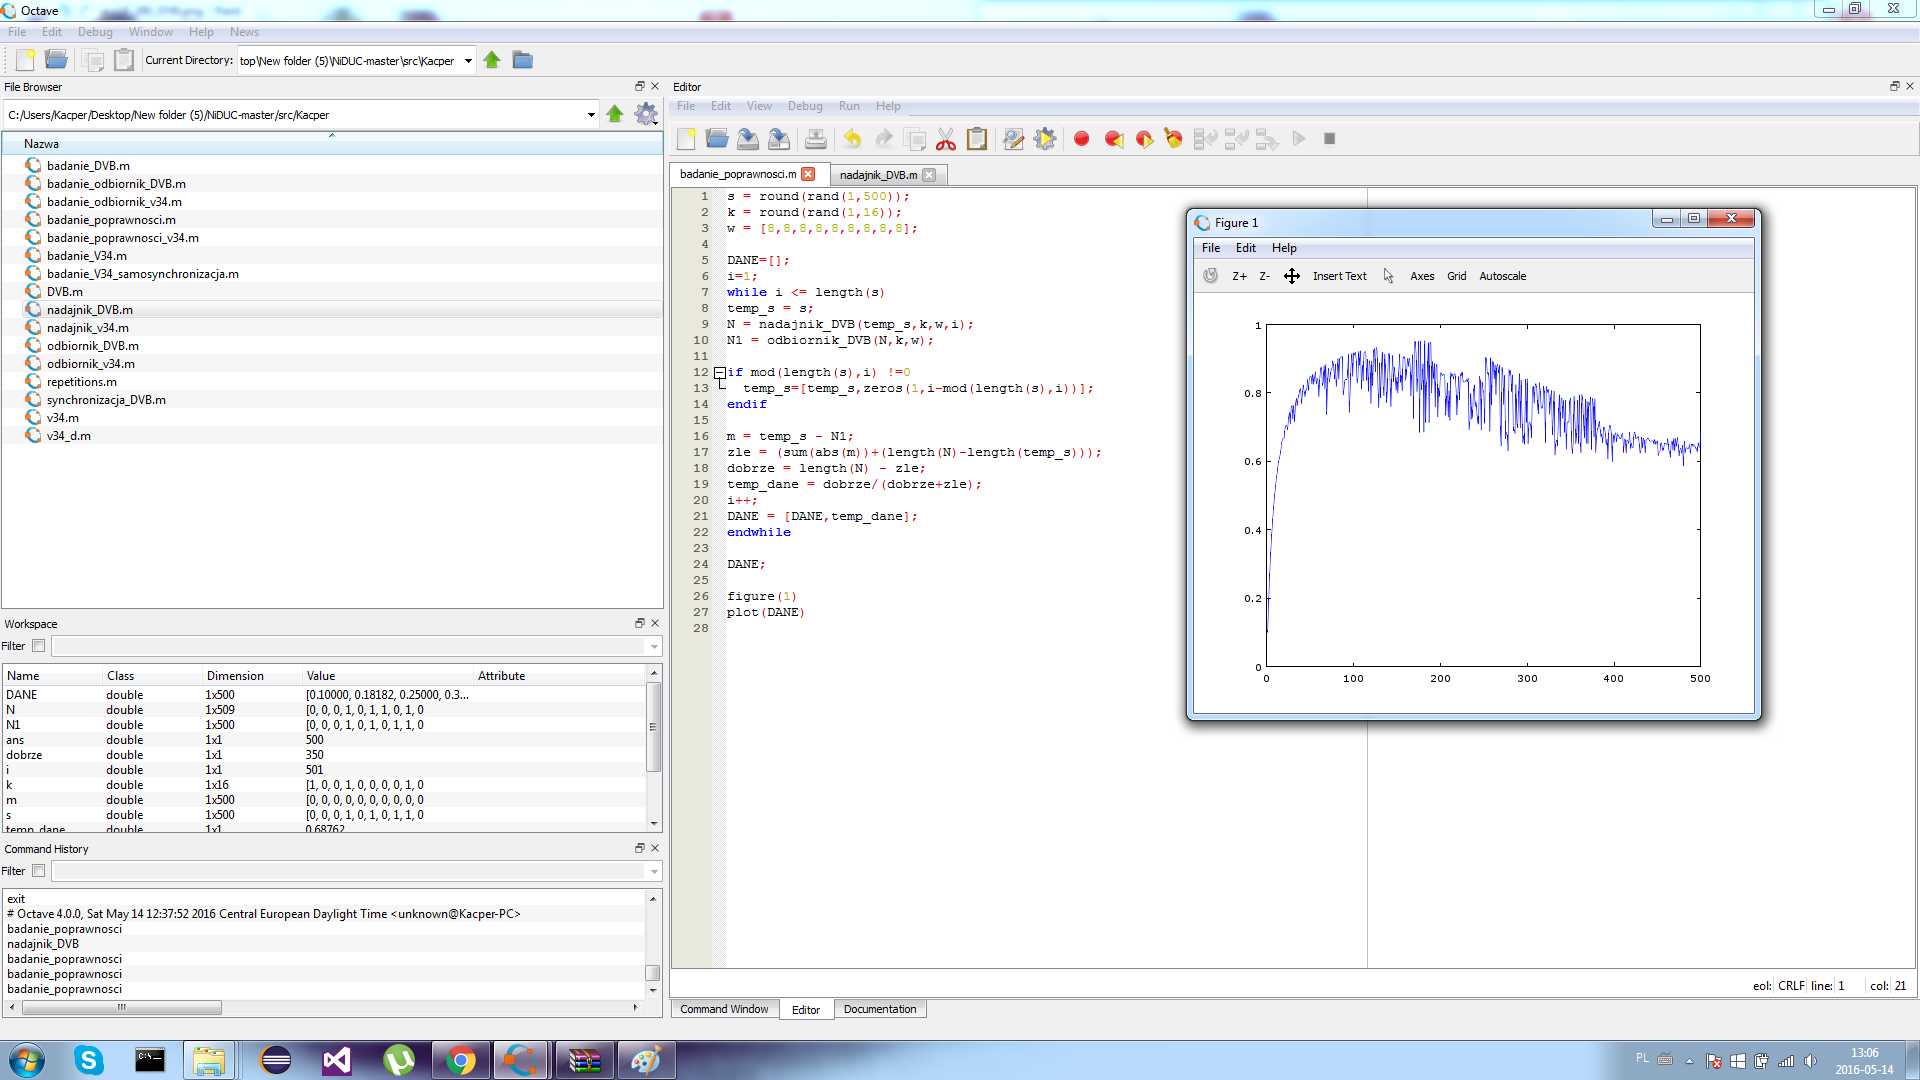 Octave
File Edit Debug Window Help News
Current Directory: top\New folder (5)\NiDUC-master\src\Kacper
File Browser
C:/Users/Kacper/Desktop/New folder (5)/NiDUC-master/src/Kacper
Nazwa
badanie_DVB.m
badanie_odbiornik_DVB.m
badanie_odbiornik_v34.m
badanie_poprawnosci.m
badanie_poprawnosci_v34.m
badanie_V34.m
badanie_V34_samosynchronizacja.m
DVB.m
nadajnik_DVB.m
nadajnik_v34.m
odbiornik_DVB.m
odbiornik_v34.m
repetitions.m
synchronizacja_DVB.m
v34.m
v34_d.m
Workspace
Filter
Name Class Dimension Value Attribute
DANE double 1x500 [0.10000, 0.18182, 0.25000, 0.3...
N double 1x509 [0, 0, 0, 1, 0, 1, 1, 0, 1, 0
N1 double 1x500 [0, 0, 0, 1, 0, 1, 0, 1, 1, 0
ans double 1x1 500
dobrze double 1x1 350
i double 1x1 501
k double 1x16 [1, 0, 0, 1, 0, 0, 0, 0, 1, 0
m double 1x500 [0, 0, 0, 0, 0, 0, 0, 0, 0, 0
s double 1x500 [0, 0, 0, 1, 0, 1, 0, 1, 1, 0
temp_dane double 1x1 0.68762
Command History
Filter
exit
# Octave 4.0.0, Sat May 14 12:37:52 2016 Central European Daylight Time <unknown@Kacper-PC>
badanie_poprawnosci
nadajnik_DVB
badanie_poprawnosci
badanie_poprawnosci
badanie_poprawnosci
Editor
File Edit View Debug Run Help
badanie_poprawnosci.m nadajnik_DVB.m
1 s = round(rand(1,500));
2 k = round(rand(1,16));
3 w = [8,8,8,8,8,8,8,8,8];
4
5 DANE=[];
6 i=1;
7 while i <= length(s)
8 temp_s = s;
9 N = nadajnik_DVB(temp_s,k,w,i);
10 N1 = odbiornik_DVB(N,k,w);
11
12 if mod(length(s),i) !=0
13 temp_s=[temp_s,zeros(1,i-mod(length(s),i))];
14 endif
15
16 m = temp_s - N1;
17 zle = (sum(abs(m))+(length(N)-length(temp_s)));
18 dobrze = length(N) - zle;
19 temp_dane = dobrze/(dobrze+zle);
20 i++;
21 DANE = [DANE,temp_dane];
22 endwhile
23
24 DANE;
25
26 figure(1)
27 plot(DANE)
28
eol: CRLF line: 1 col: 21
Command Window Editor Documentation
Figure 1
File Edit Help
Z+ Z- Insert Text Axes Grid Autoscale
1
0.8
0.6
0.4
0.2
0
0 100 200 300 400 500
PL
13:06
2016-05-14